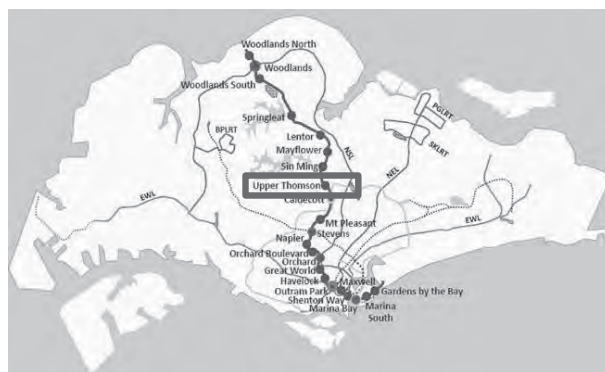 Woodlands North
Woodlands
Woodlands South
Springleaf
BPLRT
PGLRT
SKLRT
Lentor
Mayflower
NSL
NEL
Sin Ming
Upper Thomson
Caldecott
EWL
EWL
Mt Pleasant
Stevens
Napier
Orchard Boulevard
Orchard
Great World
Havelock
Outram Park
Maxwell
Shenton Way
Marina Bay
Gardens by the Bay
Marina
South